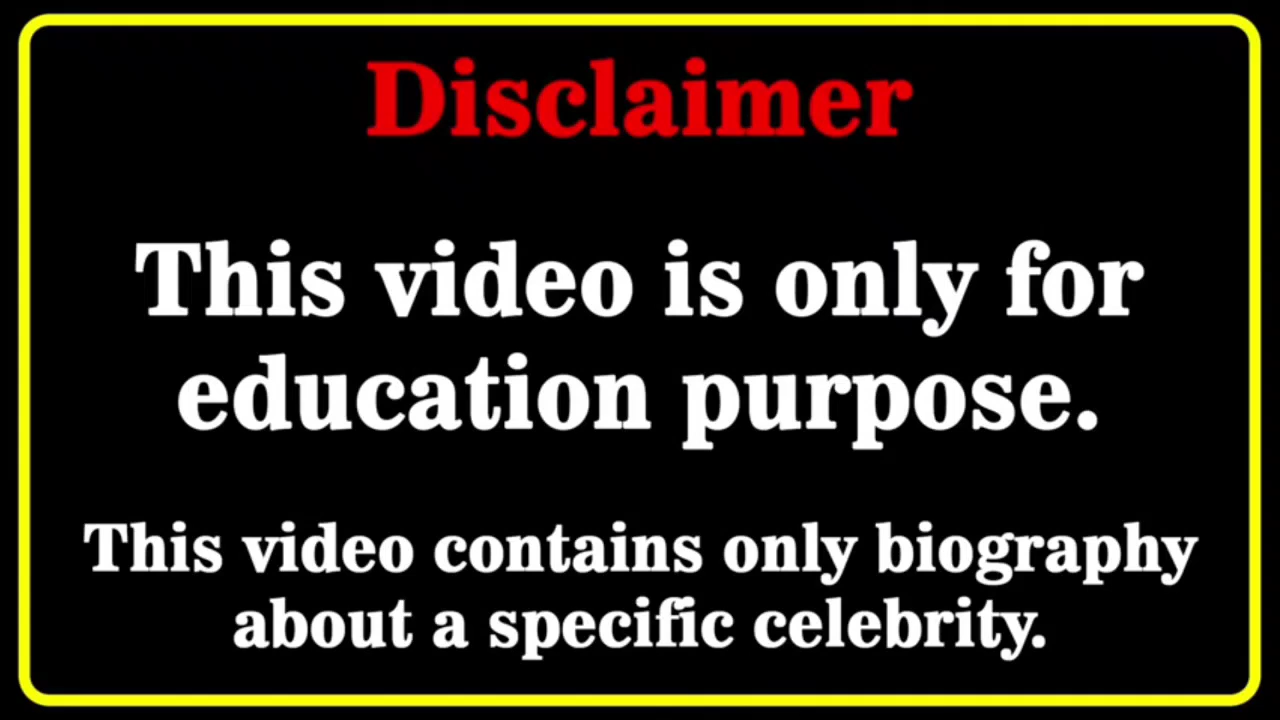 Disclaimer
This video is only for
education purpose.
This video contains only biography
about a specific celebrity.